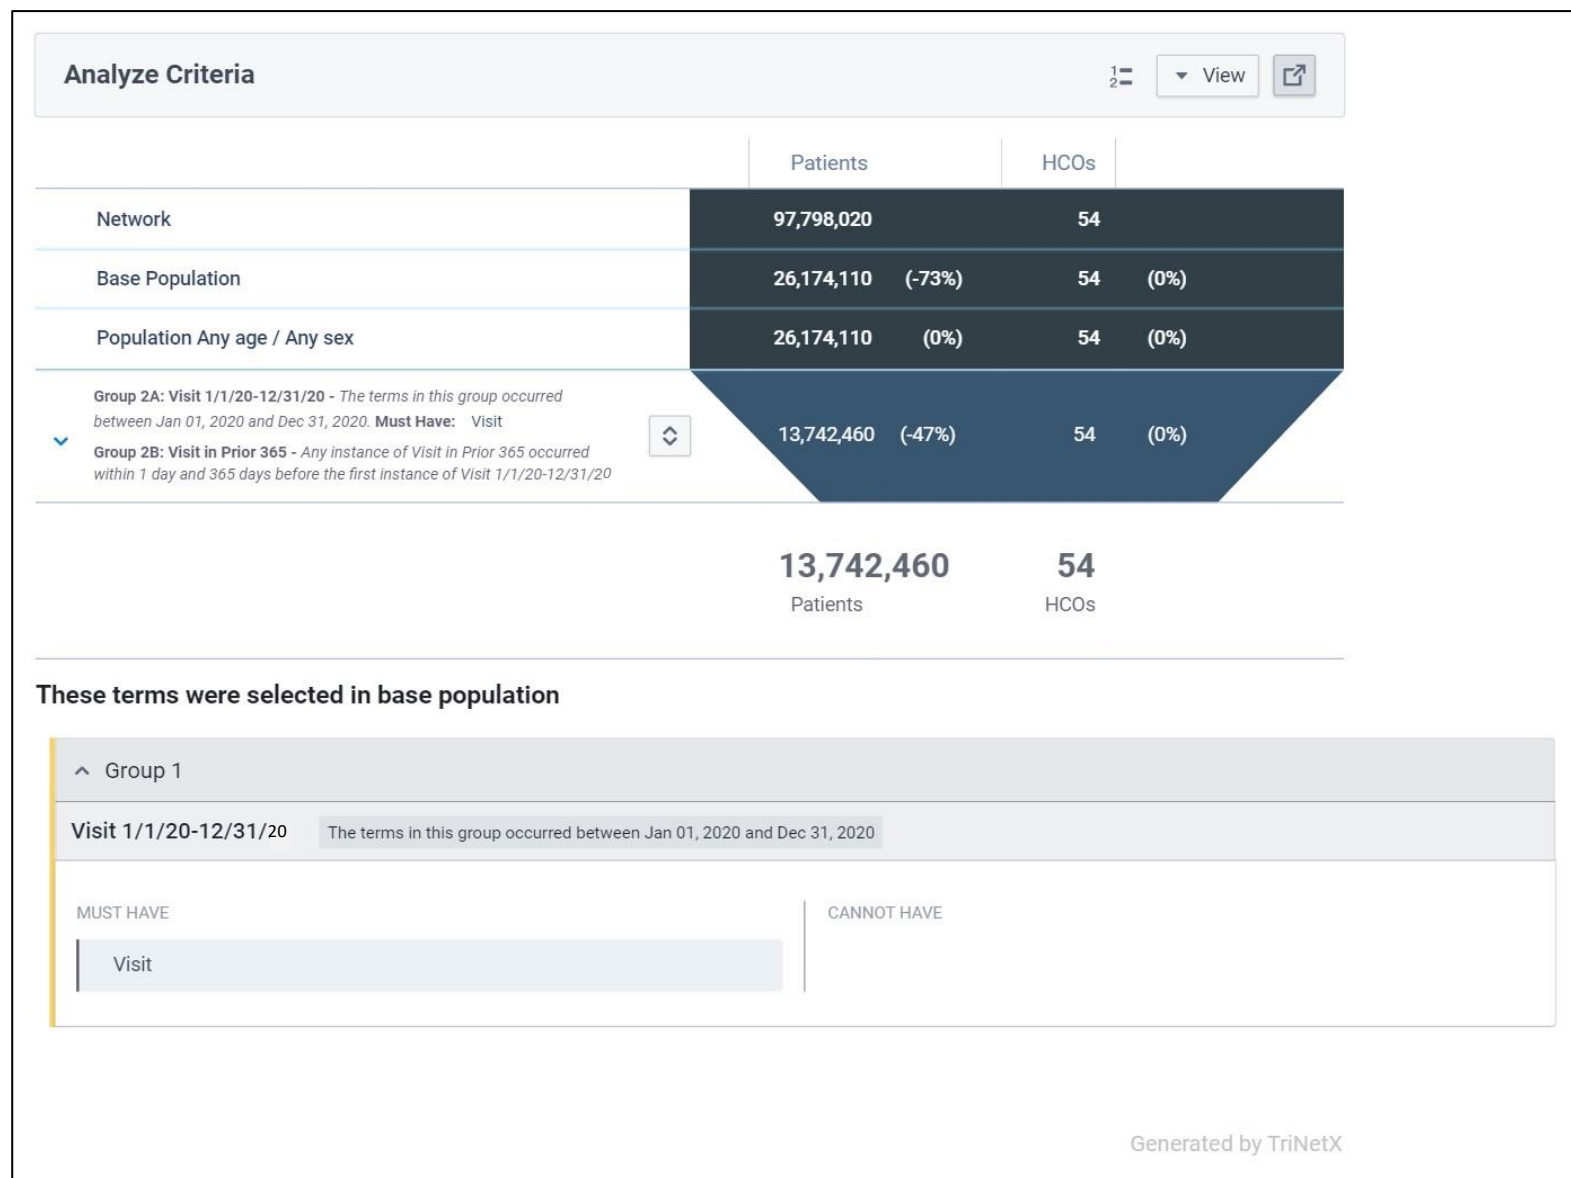 Analyze Criteria
1
2
View
Patients HCOs
Network 97,798,020 54
Base Population 26,174,110 (-73%) 54 (0%)
Population Any age / Any sex 26,174,110 (0%) 54 (0%)
Group 2A: Visit 1/1/20-12/31/20 - The terms in this group occurred
between Jan 01, 2020 and Dec 31, 2020. Must Have: Visit
13,742,460 (-47%) 54 (0%)
Group 2B: Visit in Prior 365 - Any instance of Visit in Prior 365 occurred
within 1 day and 365 days before the first instance of Visit 1/1/20-12/31/20
13,742,460 54
Patients HCOs
These terms were selected in base population
Group 1
Visit 1/1/20-12/31/20 The terms in this group occurred between Jan 01, 2020 and Dec 31, 2020
MUST HAVE CANNOT HAVE
Visit
Generated by TriNetX